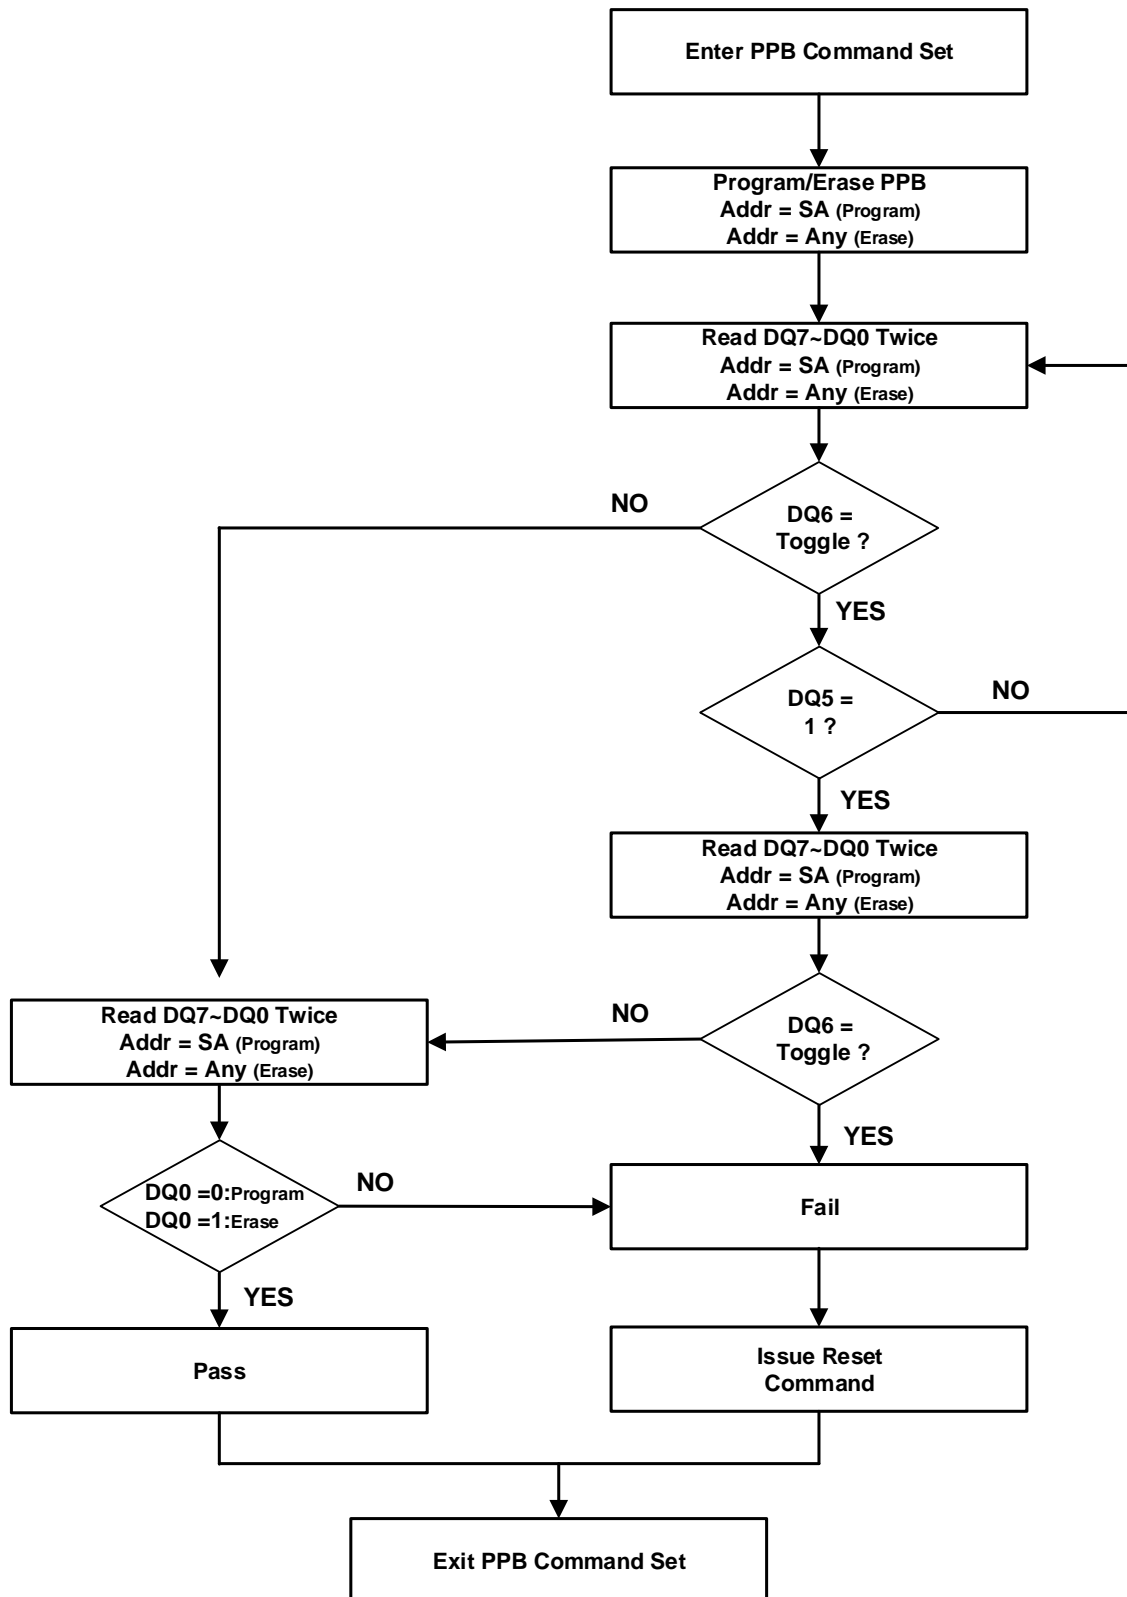 Enter PPB Command Set
Program/Erase PPB
Addr = SA (Program)
Addr = Any (Erase)
Read DQ7~DQ0 Twice
Addr = SA (Program)
Addr = Any (Erase)
NO
DQ6 =
Toggle ?
YES
DQ5 =
1 ?
NO
YES
Read DQ7~DQ0 Twice
Addr = SA (Program)
Addr = Any (Erase)
Read DQ7~DQ0 Twice
Addr = SA (Program)
Addr = Any (Erase)
NO
DQ6 =
Toggle ?
YES
DQ0 =0:Program
DQ0 =1:Erase
NO
Fail
YES
Pass
Issue Reset
Command
Exit PPB Command Set